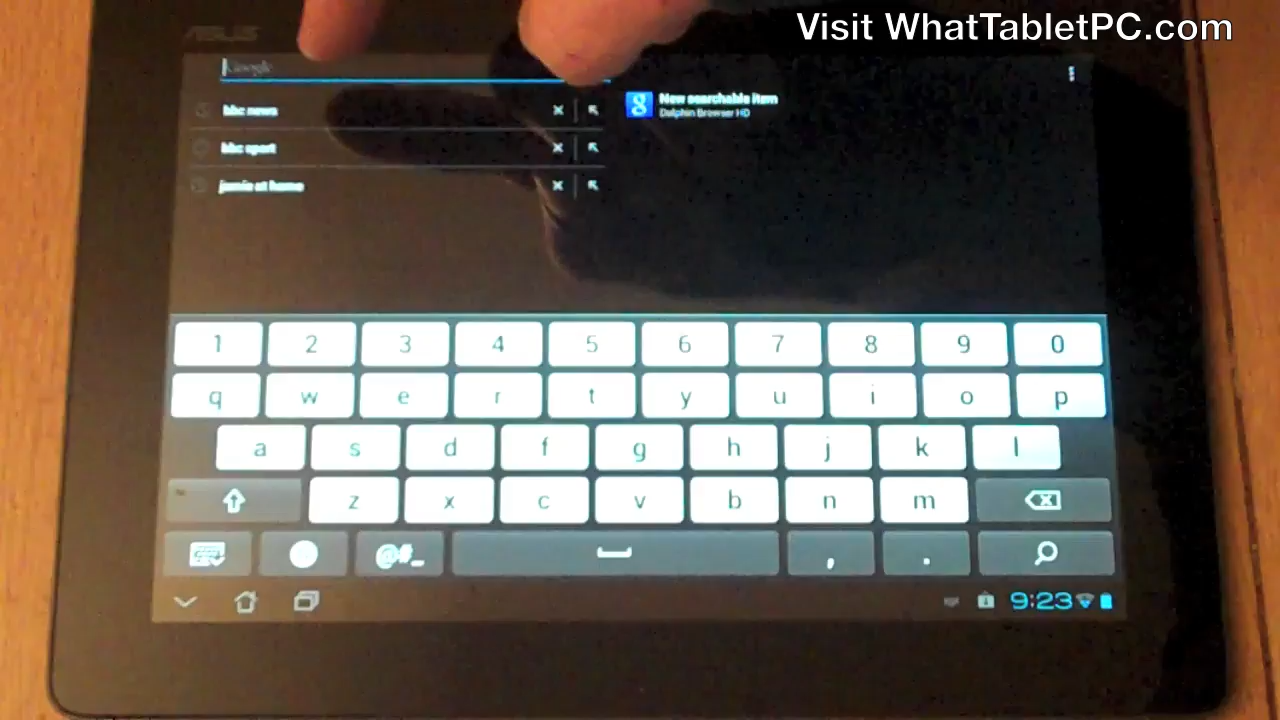 Visit WhatTabletPC.com
ASUS
Google
bbc news
bbc sport
jamie at home
New searchable item
Dolphin Browser HD
1 2 3 4 5 6 7 8 9 0
q w e r t y u i o p
a s d f g h j k l
z x c v b n m
@#_ , .
9:23